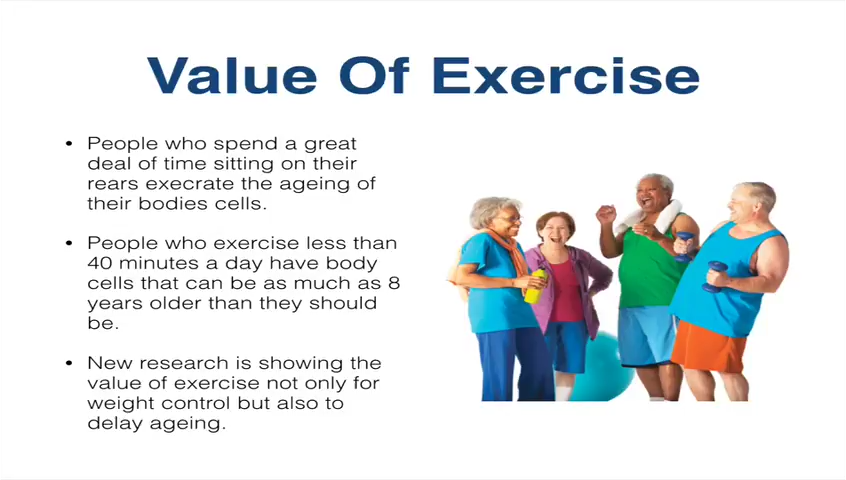 Value Of Exercise
• People who spend a great
deal of time sitting on their
rears execrate the ageing of
their bodies cells.
• People who exercise less than
40 minutes a day have body
cells that can be as much as 8
years older than they should
be.
• New research is showing the
value of exercise not only for
weight control but also to
delay ageing.